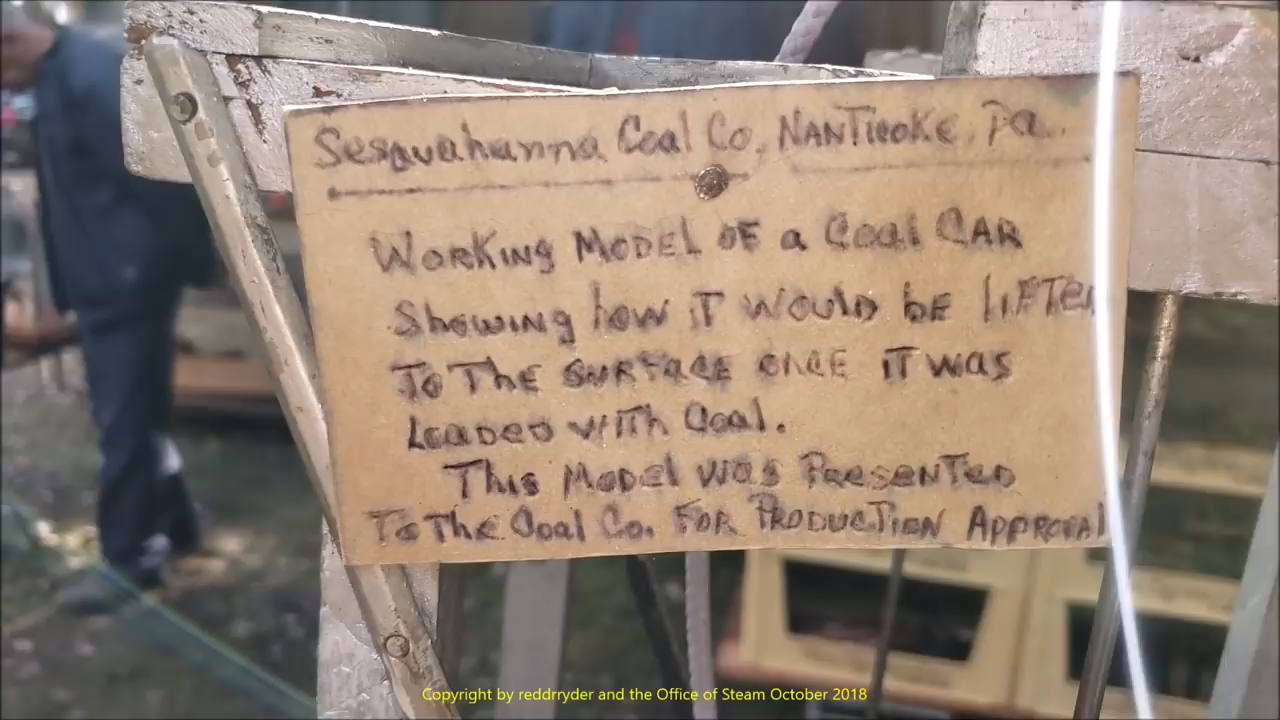 Sesquahanna Coal Co, NANTICOKE, Pa.
WORKING MODEL OF a Coal CAR
Showing how IT WOULD bE LIFTEd
To The SURFACE ONCE IT was
Loaded WITh Coal.
This Model was Presented
To The Coal Co. FOR PRODUCTION APPROVAl
Copyright by reddrryder and the Office of Steam October 2018